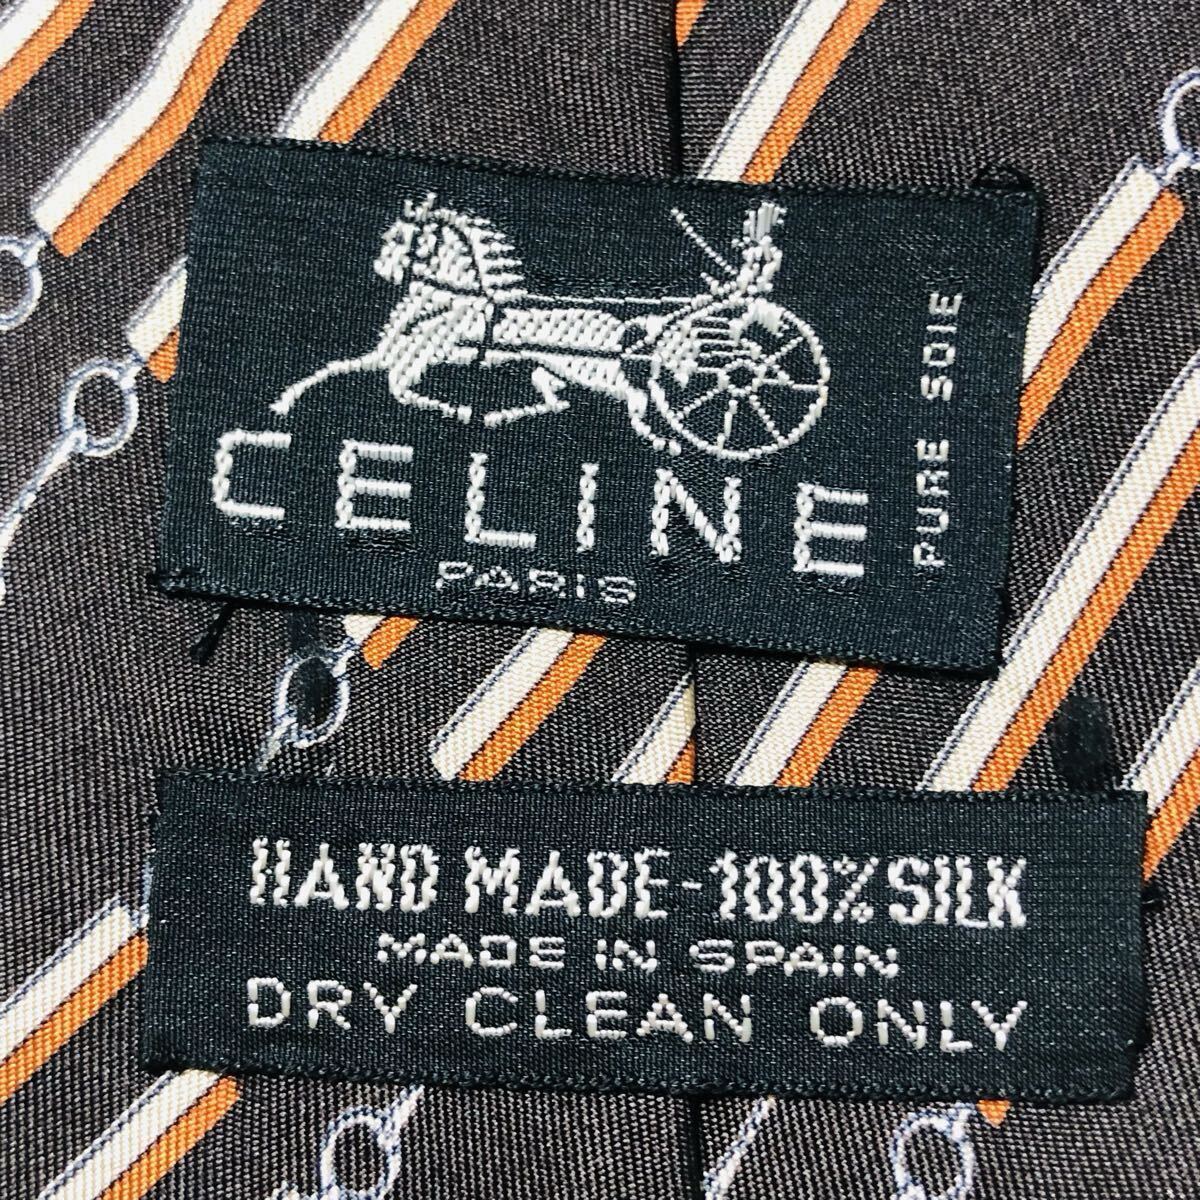 CELINE
PARIS
PURE SOIE
HAND MADE-100% SILK
MADE IN SPAIN
DRY CLEAN ONLY